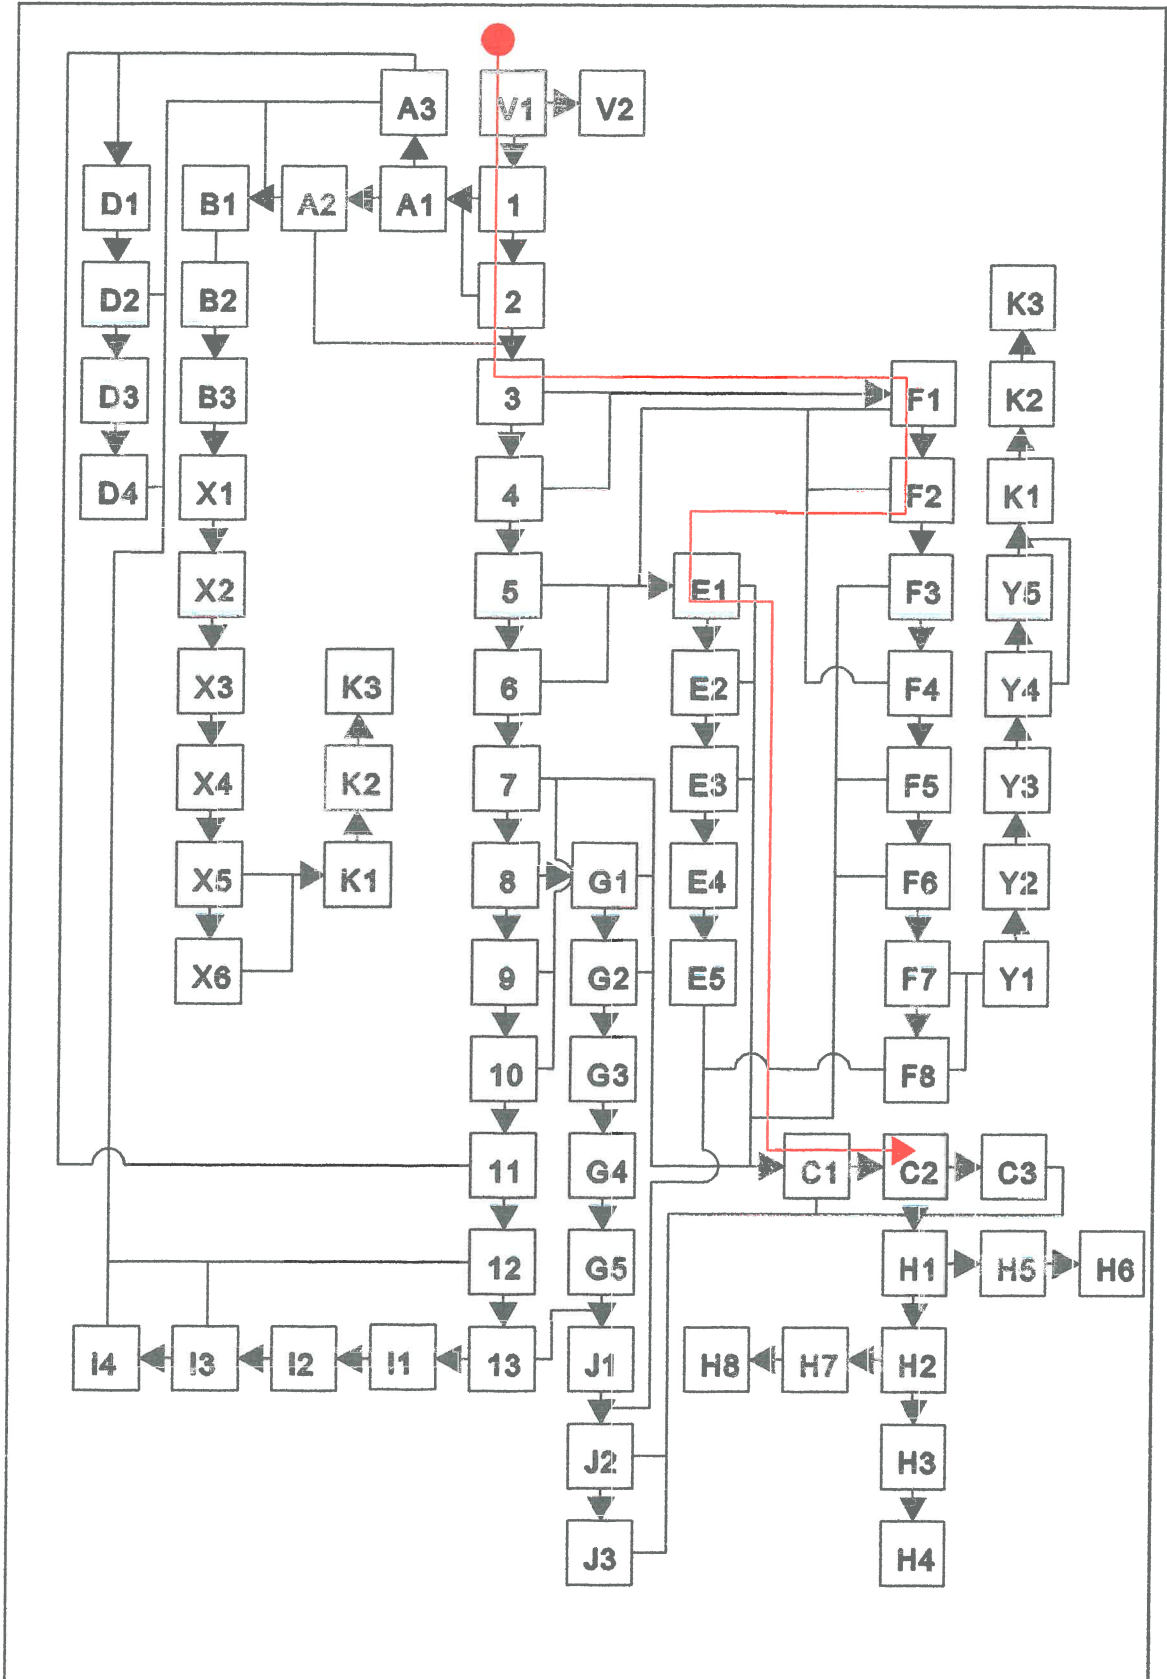 A3 V1 V2
D1 B1 A2 A1 1
D2 B2 2 K3
D3 B3 3 F1 K2
D4 X1 4 F2 K1
X2 5 E1 F3 Y5
X3 K3 6 E2 F4 Y4
X4 K2 7 E3 F5 Y3
X5 K1 8 G1 E4 F6 Y2
X6 9 G2 E5 F7 Y1
10 G3 F8
11 G4 C1 C2 C3
12 G5 H1 H5 H6
I4 I3 I2 I1 13 J1 H8 H7 H2
J2 H3
J3 H4